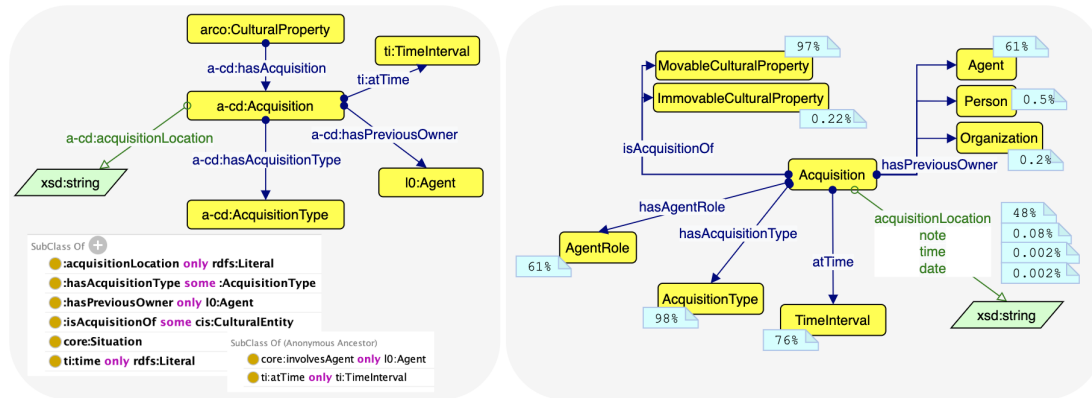 arco:CulturalProperty
ti:TimeInterval
a-cd:hasAcquisition
ti:atTime
a-cd:Acquisition
a-cd:acquisitionLocation
a-cd:hasPreviousOwner
a-cd:hasAcquisitionType
xsd:string
l0:Agent
a-cd:AcquisitionType
SubClass Of
:acquisitionLocation only rdfs:Literal
:hasAcquisitionType some :AcquisitionType
:hasPreviousOwner only l0:Agent
:isAcquisitionOf some cis:CulturalEntity
core:Situation
ti:time only rdfs:Literal
SubClass Of (Anonymous Ancestor)
core:involvesAgent only l0:Agent
ti:atTime only ti:TimeInterval
97%
MovableCulturalProperty
ImmovableCulturalProperty
0.22%
isAcquisitionOf
61%
Agent
Person
0.5%
Organization
0.2%
hasPreviousOwner
Acquisition
hasAgentRole
hasAcquisitionType
atTime
acquisitionLocation
note
time
date
48%
0.08%
0.002%
0.002%
AgentRole
61%
AcquisitionType
98%
TimeInterval
76%
xsd:string